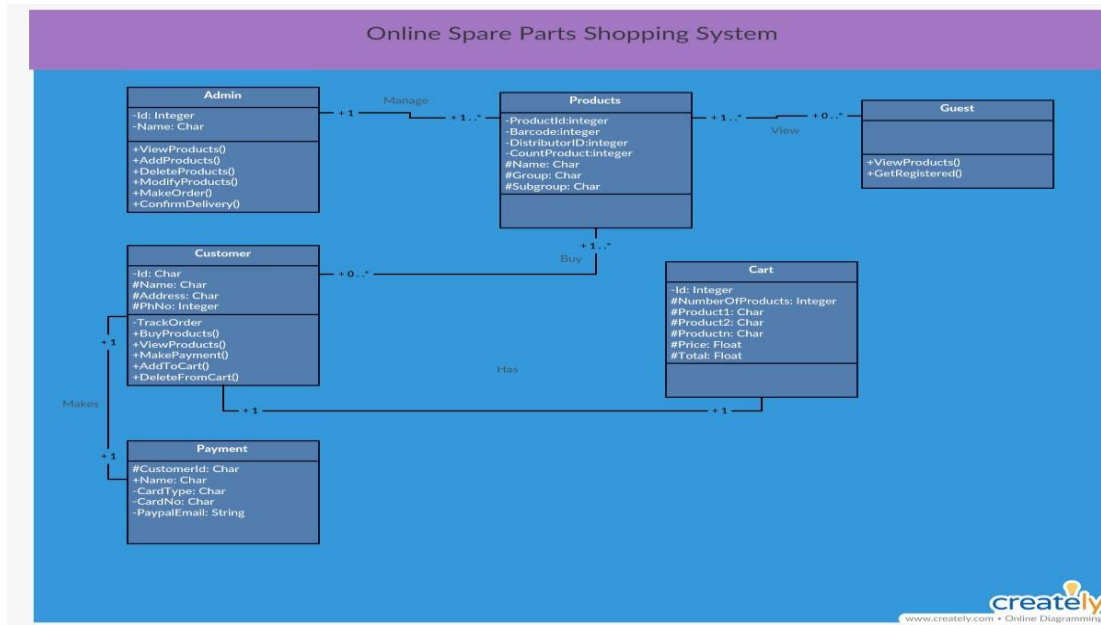 Online Spare Parts Shopping System
Admin
-Id: Integer
-Name: Char
+ViewProducts()
+AddProducts()
+DeleteProducts()
+ModifyProducts()
+MakeOrder()
+ConfirmDelivery()
+ 1
Manage
+ 1..*
Products
-ProductId:integer
-Barcode:integer
-DistributorID:integer
-CountProduct:integer
#Name: Char
#Group: Char
#Subgroup: Char
+ 1..*
View
+ 0..*
Guest
+ViewProducts()
+GetRegistered()
+ 1..*
Buy
+ 0..*
Customer
-Id: Char
#Name: Char
#Address: Char
#PhNo: Integer
-TrackOrder
+BuyProducts()
+ViewProducts()
+MakePayment()
+AddToCart()
+DeleteFromCart()
Cart
-Id: Integer
#NumberOfProducts: Integer
#Product1: Char
#Product2: Char
#Productn: Char
#Price: Float
#Total: Float
Has
+ 1
+ 1
+ 1
Makes
+ 1
Payment
#CustomerId: Char
+Name: Char
-CardType: Char
-CardNo: Char
-PaypalEmail: String
creately
www.creately.com • Online Diagramming